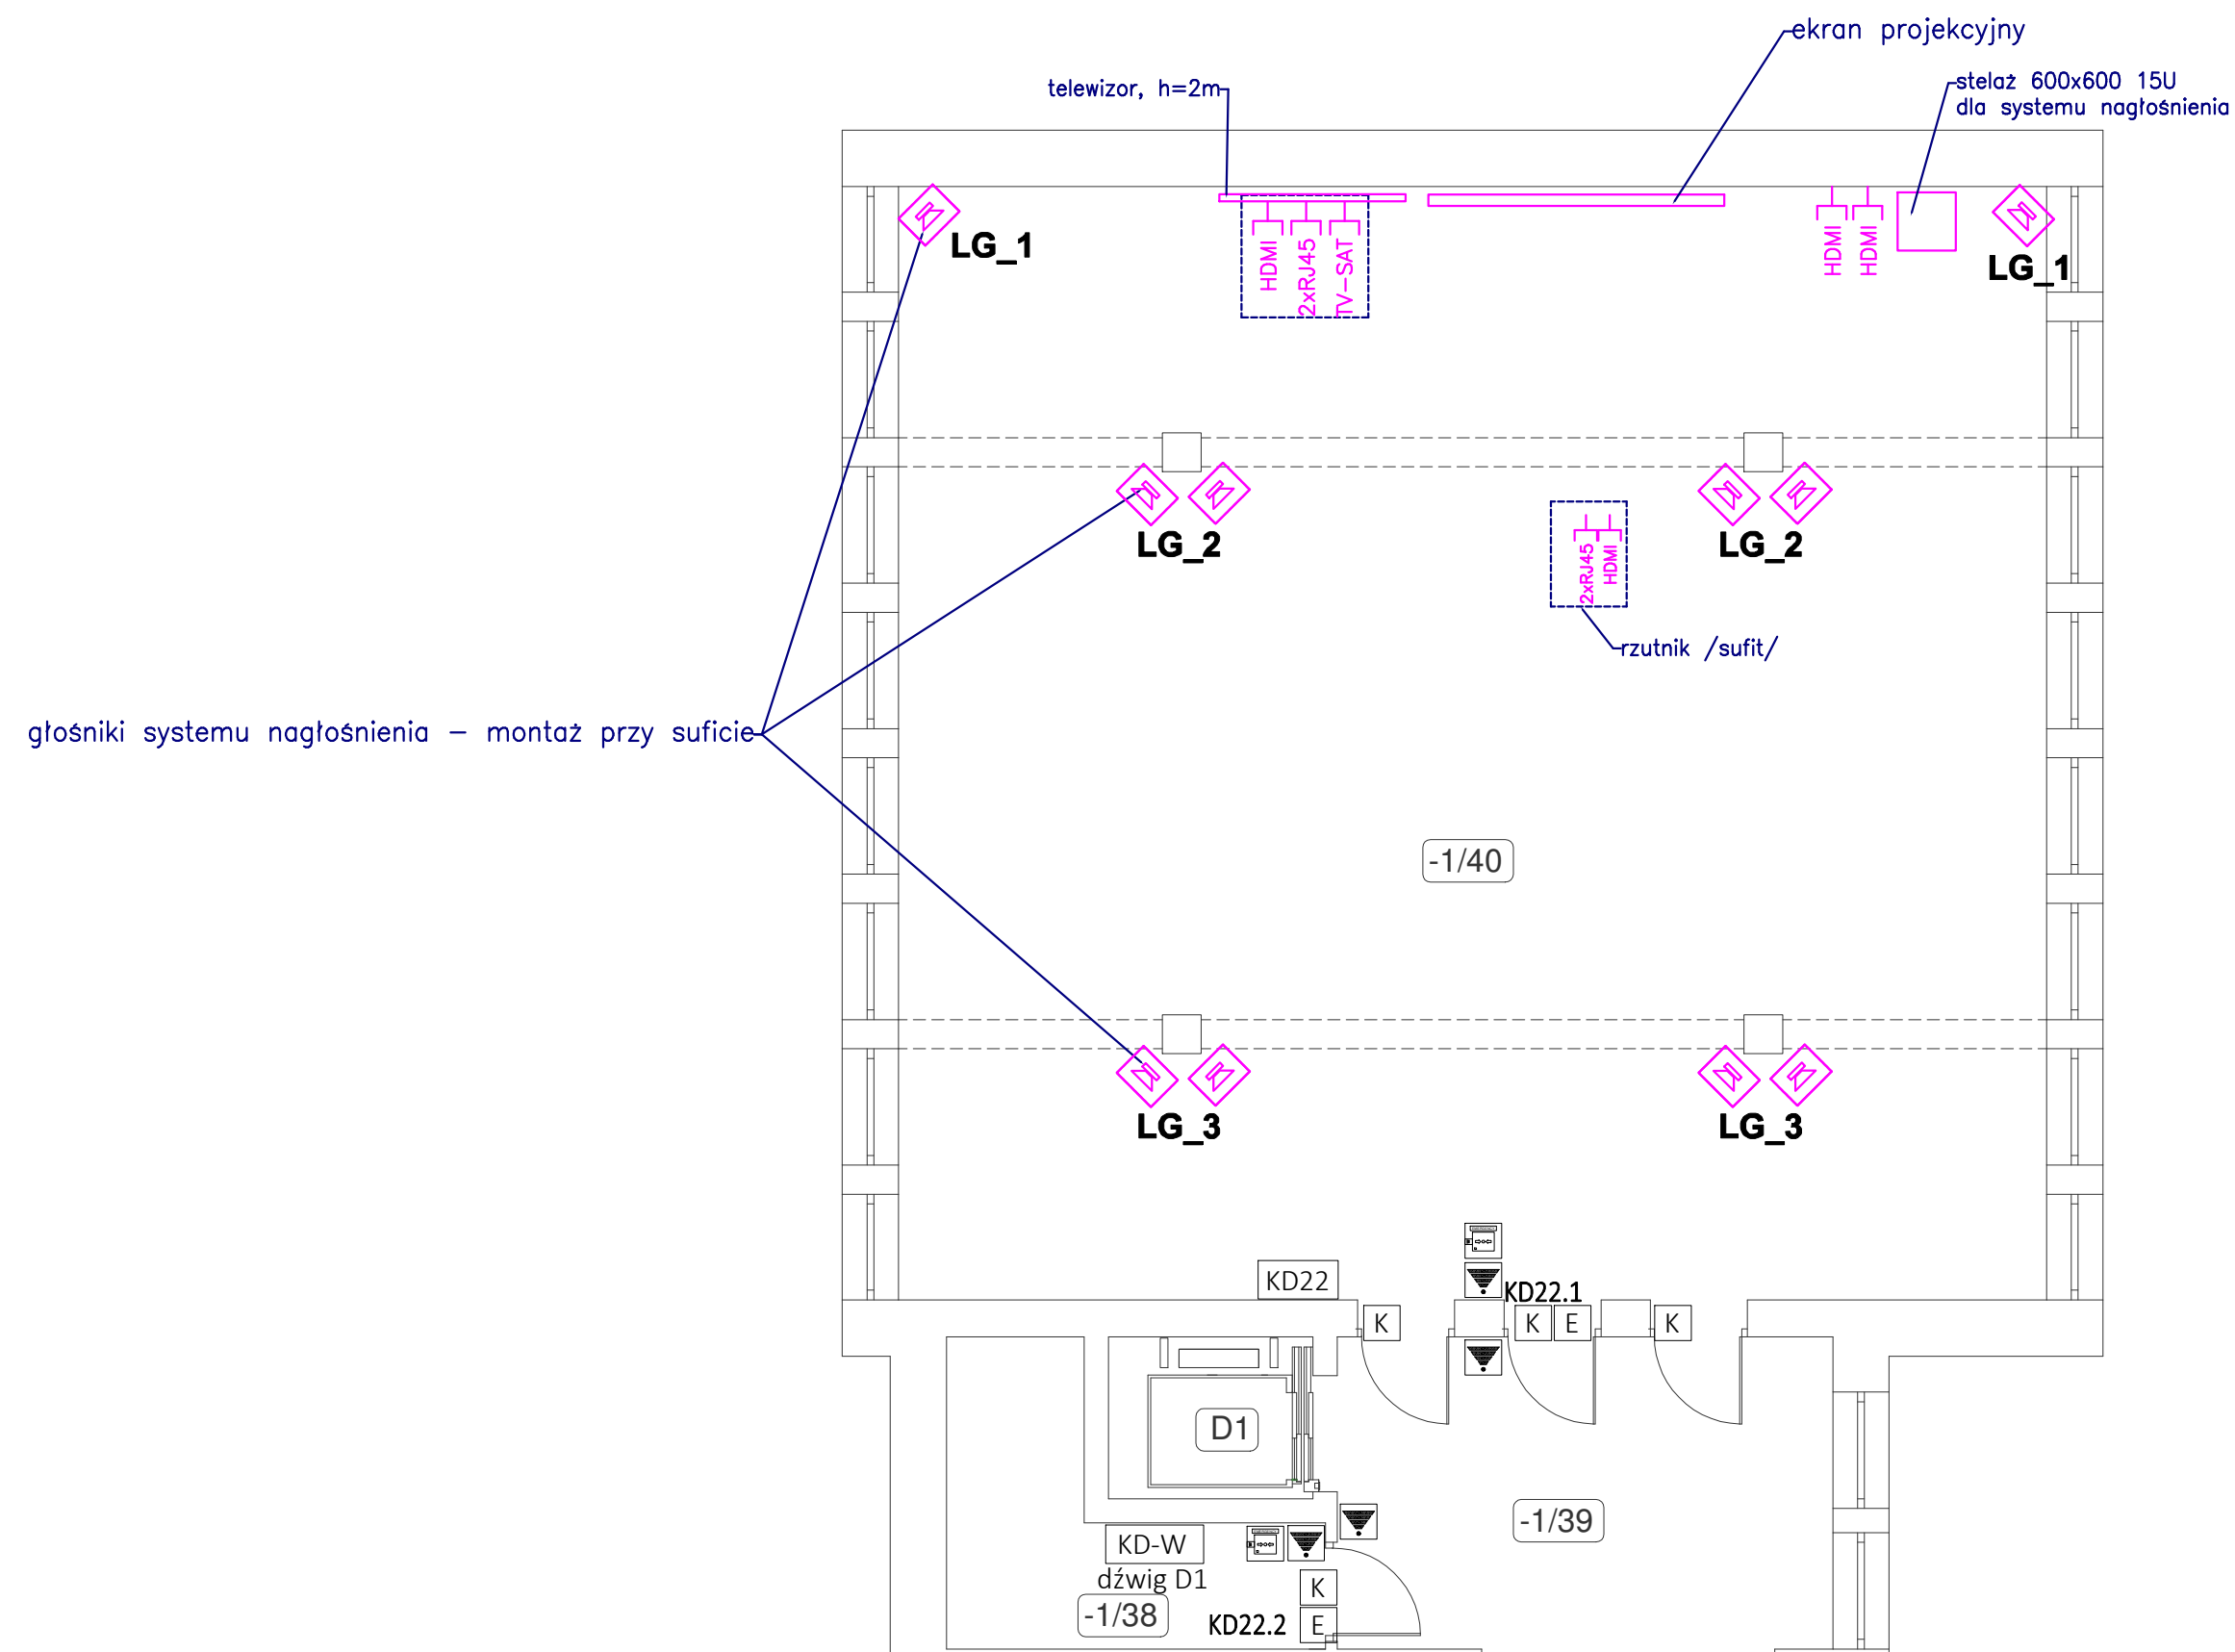 ekran projekcyjny
telewizor, h=2m
stelaż 600x600 15U
dla systemu nagłośnienia
LG_1
HDMI
2xRJ45
TV-SAT
HDMI
HDMI
LG_1
LG_2
LG_2
2xRJ45
HDMI
rzutnik /sufit/
głośniki systemu nagłośnienia – montaż przy suficie
-1/40
LG_3
LG_3
KD22
KD22.1
K
K
E
K
D1
-1/39
KD-W
dźwig D1
K
-1/38
KD22.2
E